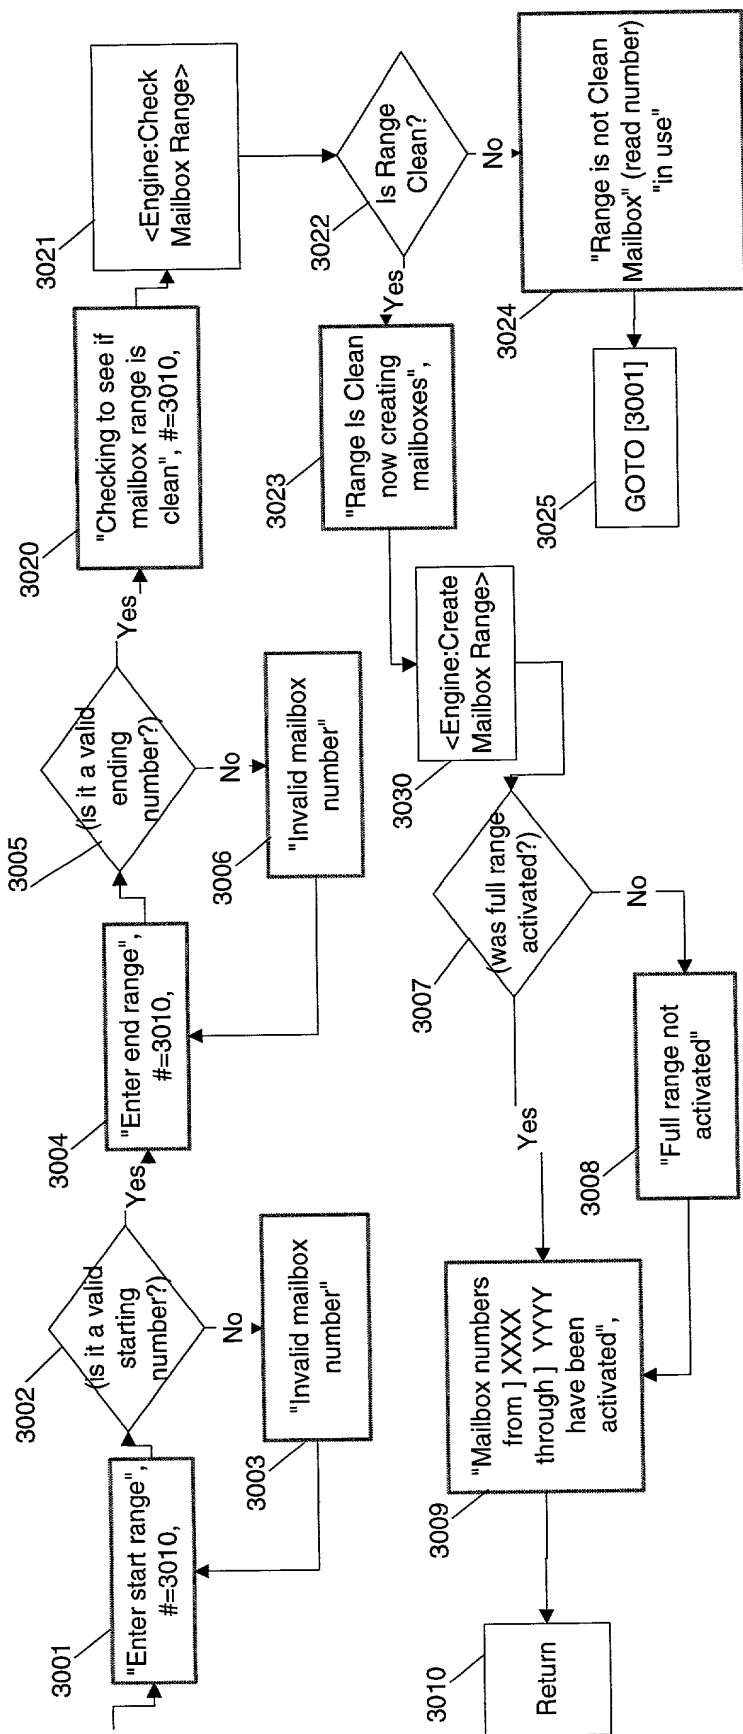 3001
"Enter start range",
#=3010,
3002
(is it a valid
starting
number?)
Yes
No
3003
"Invalid mailbox
number"
3004
"Enter end range",
#=3010,
3005
(is it a valid
ending
number?)
Yes
No
3006
"Invalid mailbox
number"
3020
"Checking to see if
mailbox range is
clean", #=3010,
3021
<Engine:Check
Mailbox Range>
3022
Is Range
Clean?
Yes
No
3023
"Range Is Clean
now creating
mailboxes",
3024
"Range is not Clean
Mailbox" (read number)
"in use"
3025
GOTO [3001]
3030
<Engine:Create
Mailbox Range>
3007
(was full range
activated?)
Yes
No
3008
"Full range not
activated"
3009
"Mailbox numbers
from ] XXXX
through ] YYYY
have been
activated",
3010
Return